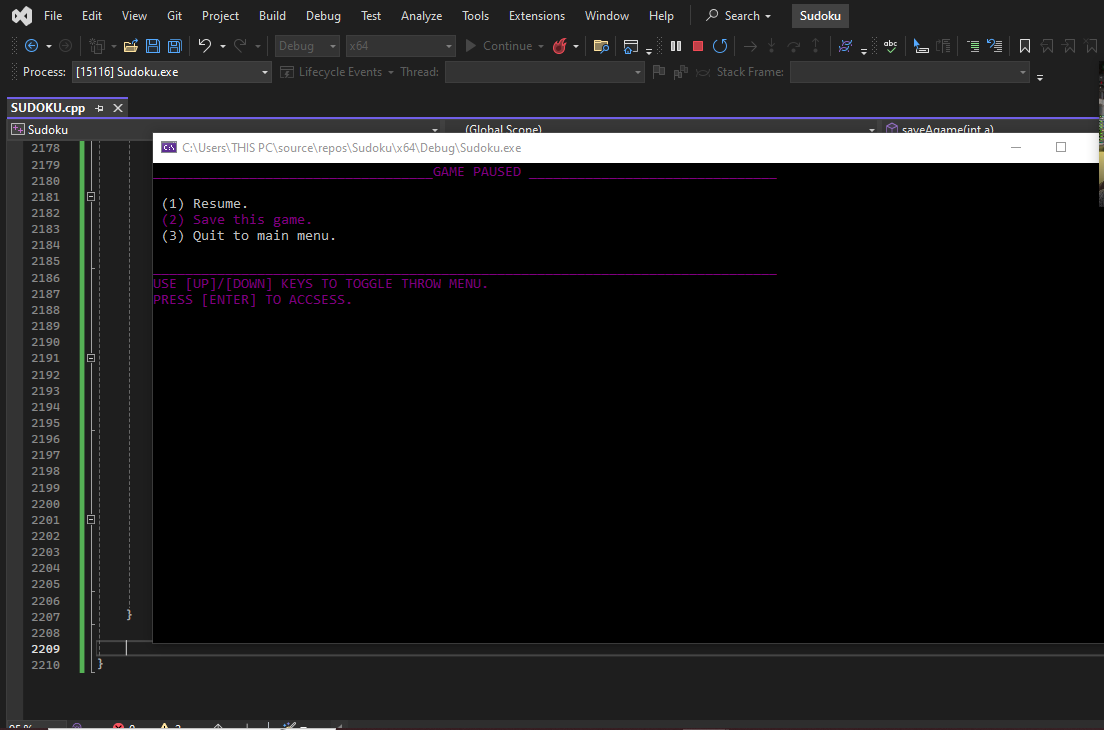 File Edit View Git Project Build Debug Test Analyze Tools Extensions Window Help Search Sudoku
Debug x64 Continue abc
Process: [15116] Sudoku.exe Lifecycle Events Thread: Stack Frame:
SUDOKU.cpp
Sudoku (Global Scope) saveAgame(int a)
C:\Users\THIS PC\source\repos\Sudoku\x64\Debug\Sudoku.exe
GAME PAUSED
(1) Resume.
(2) Save this game.
(3) Quit to main menu.
USE [UP]/[DOWN] KEYS TO TOGGLE THROW MENU.
PRESS [ENTER] TO ACCSESS.
2178
2179
2180
2181
2182
2183
2184
2185
2186
2187
2188
2189
2190
2191
2192
2193
2194
2195
2196
2197
2198
2199
2200
2201
2202
2203
2204
2205
2206
2207 }
2208
2209
2210 }